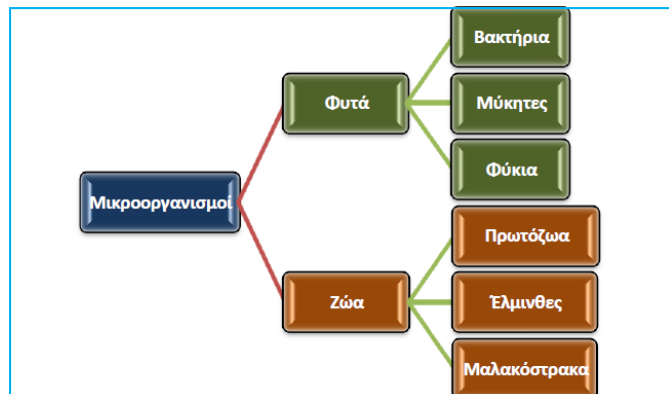 Βακτήρια
Φυτά
Μύκητες
Φύκια
Μικροοργανισμοί
Πρωτόζωα
Ζώα
Έλμινθες
Μαλακόστρακα